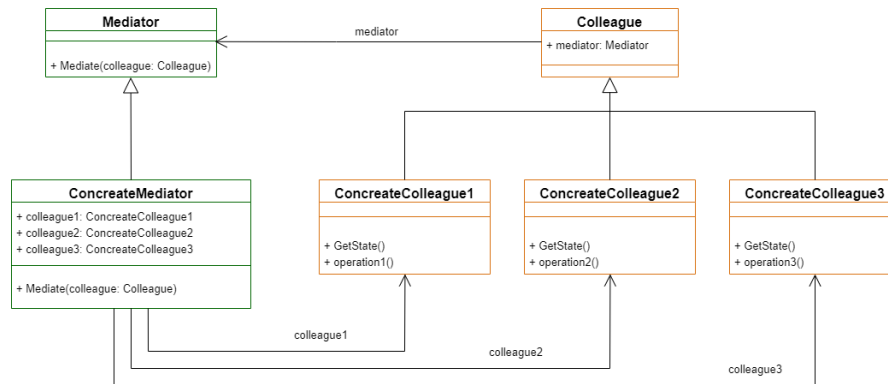 Mediator
+ Mediate(colleague: Colleague)
mediator
Colleague
+ mediator: Mediator
ConcreateMediator
+ colleague1: ConcreateColleague1
+ colleague2: ConcreateColleague2
+ colleague3: ConcreateColleague3
+ Mediate(colleague: Colleague)
ConcreateColleague1
+ GetState()
+ operation1()
ConcreateColleague2
+ GetState()
+ operation2()
ConcreateColleague3
+ GetState()
+ operation3()
colleague1
colleague2
colleague3